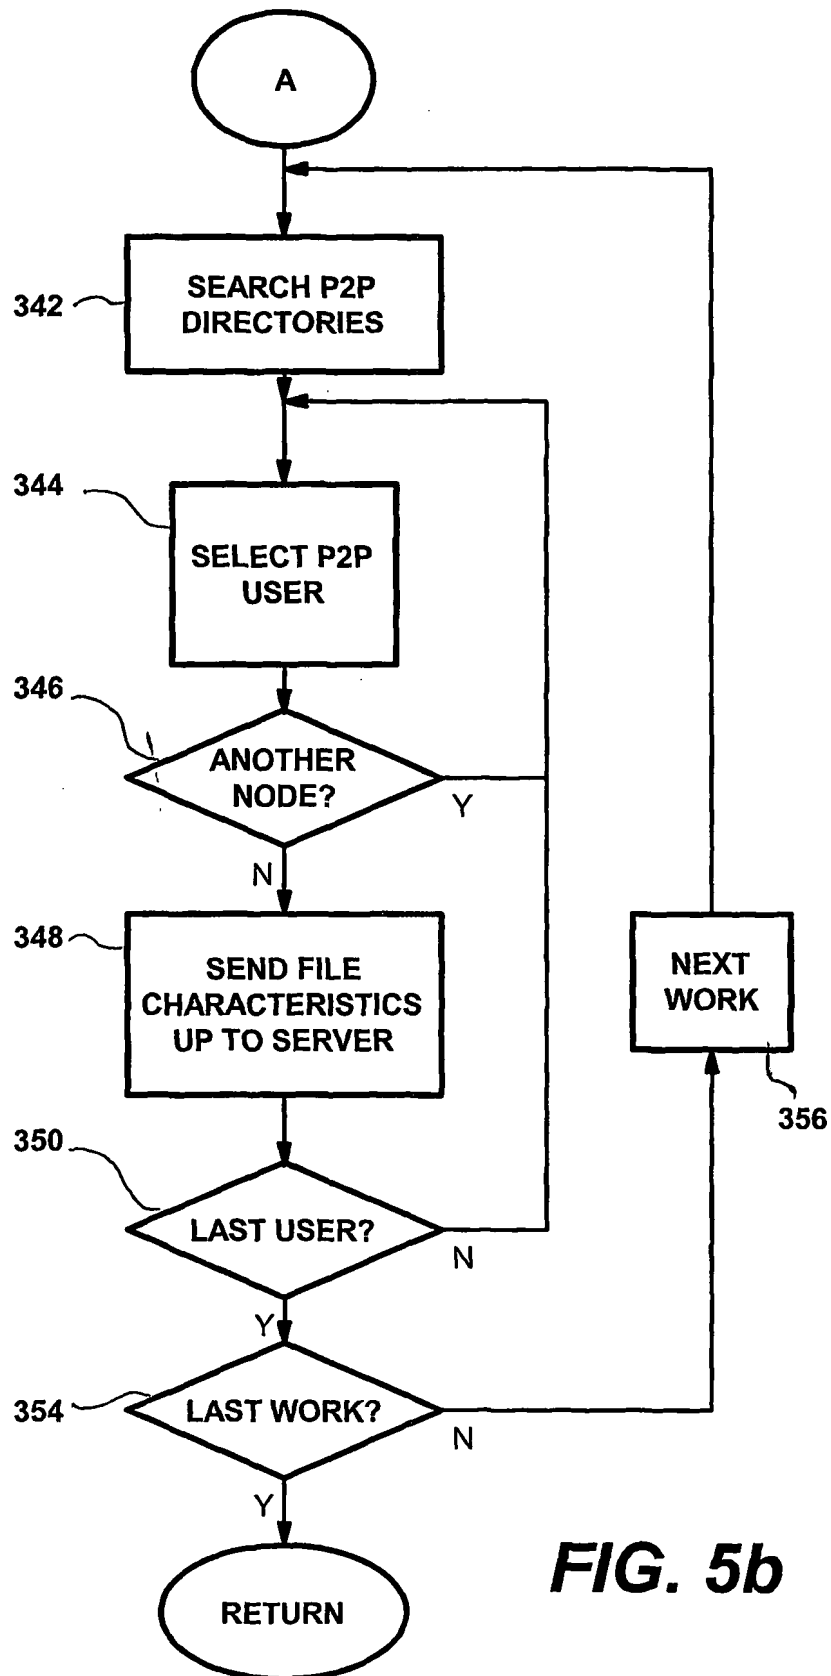 A
342
SEARCH P2P
DIRECTORIES
344
SELECT P2P
USER
346
ANOTHER
NODE?
Y
N
348
SEND FILE
CHARACTERISTICS
UP TO SERVER
NEXT
WORK
356
350
LAST USER?
N
Y
354
LAST WORK?
N
Y
RETURN
FIG. 5b